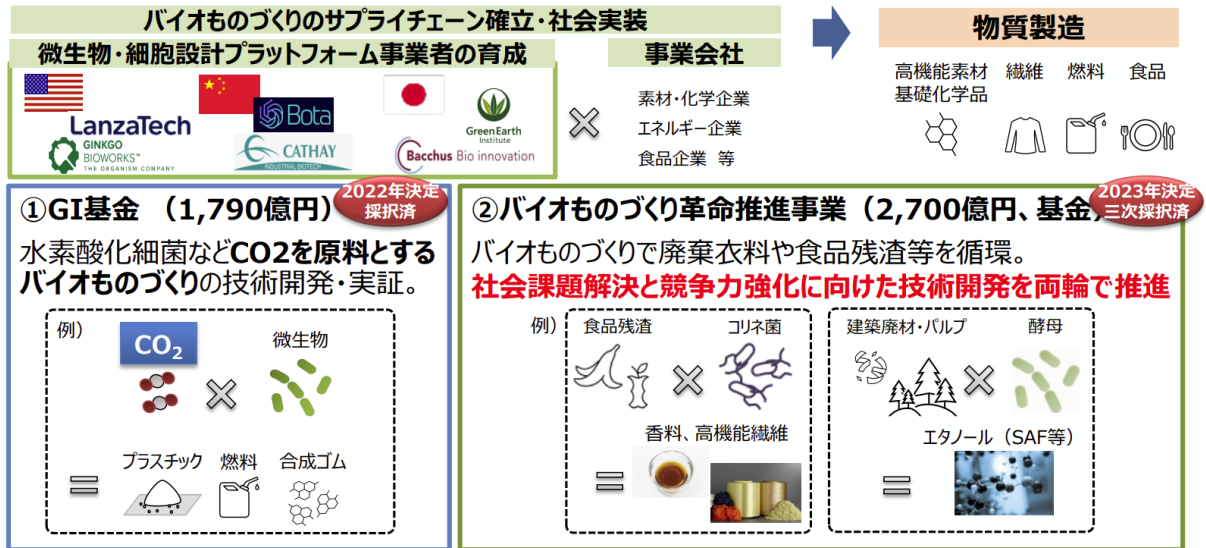 バイオものづくりのサプライチェーン確立・社会実装
物質製造
微生物・細胞設計プラットフォーム事業者の育成
事業会社
LanzaTech
GINKGO
BIOWORKS™
THE ORGANISM COMPANY
Bota
CATHAY
INDUSTRIAL BIOTECH
Green Earth
Institute
Bacchus Bio innovation
素材・化学企業
エネルギー企業
食品企業 等
高機能素材
基礎化学品
繊維
燃料
食品
①GI基金 （1,790億円）
2022年決定
採択済
水素酸化細菌などCO2を原料とする
バイオものづくりの技術開発・実証。
例）
CO2
微生物
プラスチック
燃料
合成ゴム
②バイオものづくり革命推進事業（2,700億円、基金）
2023年決定
三次採択済
バイオものづくりで廃棄衣料や食品残渣等を循環。
社会課題解決と競争力強化に向けた技術開発を両輪で推進
例）
食品残渣
コリネ菌
香料、高機能繊維
建築廃材・パルプ
酵母
エタノール（SAF等）